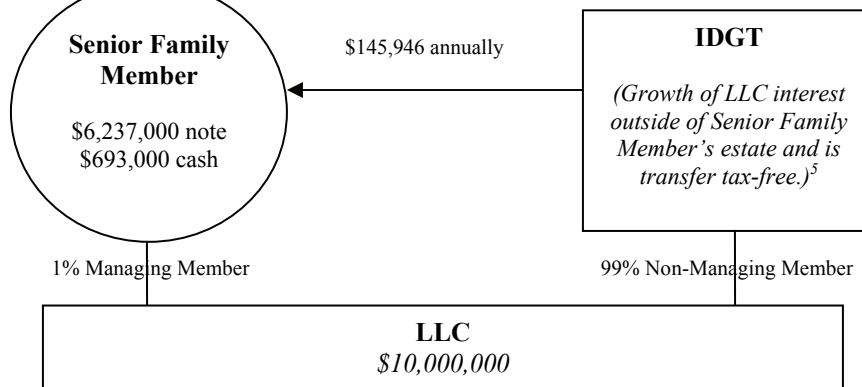 Senior Family
Member
$6,237,000 note
$693,000 cash
$145,946 annually
IDGT
(Growth of LLC interest
outside of Senior Family
Member’s estate and is
transfer tax-free.)5
1% Managing Member
99% Non-Managing Member
LLC
$10,000,000